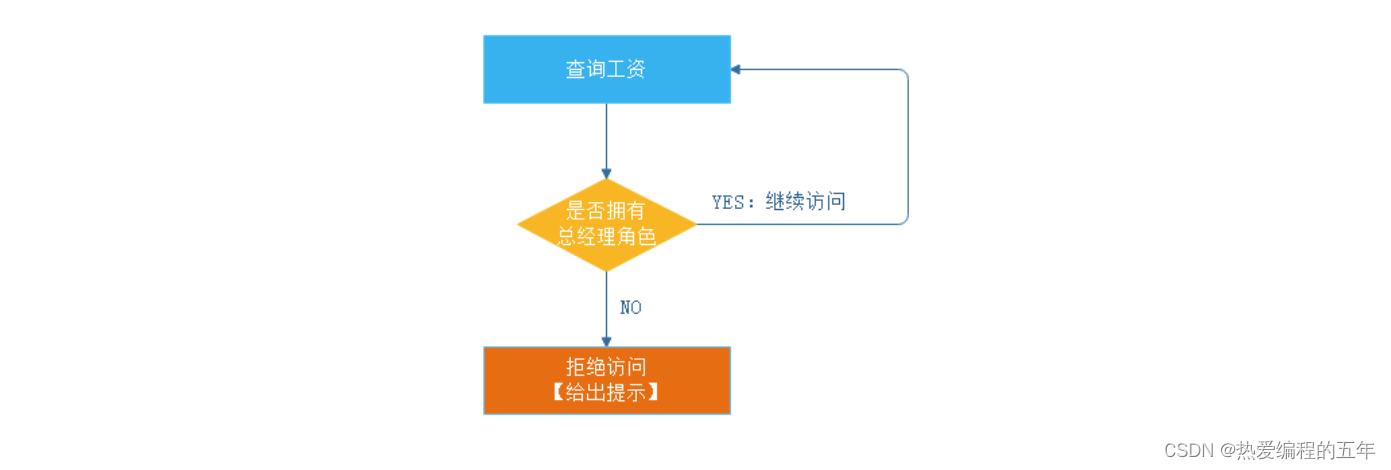 查询工资
是否拥有
总经理角色
YES：继续访问
NO
拒绝访问
【给出提示】
CSDN @热爱编程的五年